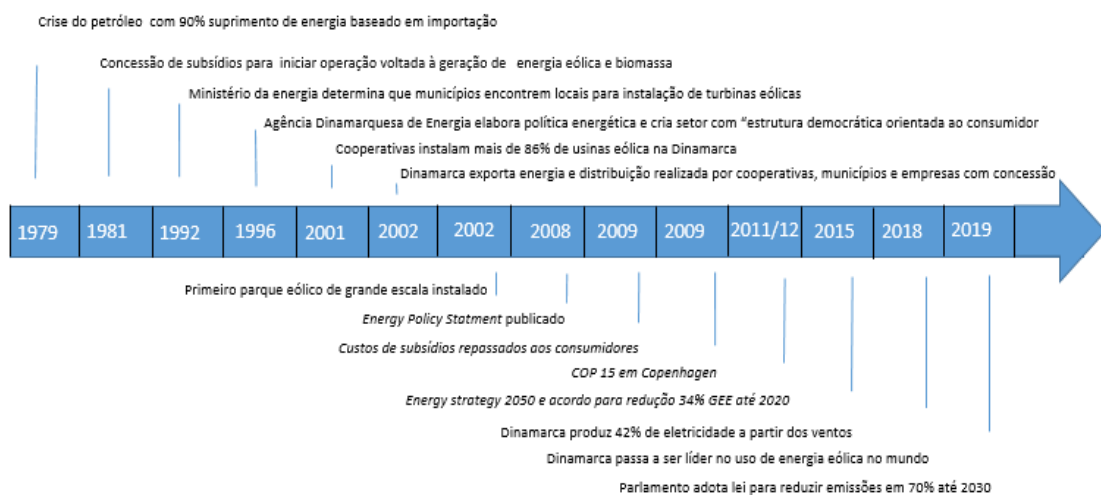 Crise do petróleo com 90% suprimento de energia baseado em importação
Concessão de subsídios para iniciar operação voltada à geração de energia eólica e biomassa
Ministério da energia determina que municípios encontrem locais para instalação de turbinas eólicas
Agência Dinamarquesa de Energia elabora política energética e cria setor com “estrutura democrática orientada ao consumidor
Cooperativas instalam mais de 86% de usinas eólica na Dinamarca
Dinamarca exporta energia e distribuição realizada por cooperativas, municípios e empresas com concessão
1979 1981 1992 1996 2001 2002 2002 2008 2009 2009 2011/12 2015 2018 2019
Primeiro parque eólico de grande escala instalado
Energy Policy Statment publicado
Custos de subsídios repassados aos consumidores
COP 15 em Copenhagen
Energy strategy 2050 e acordo para redução 34% GEE até 2020
Dinamarca produz 42% de eletricidade a partir dos ventos
Dinamarca passa a ser líder no uso de energia eólica no mundo
Parlamento adota lei para reduzir emissões em 70% até 2030